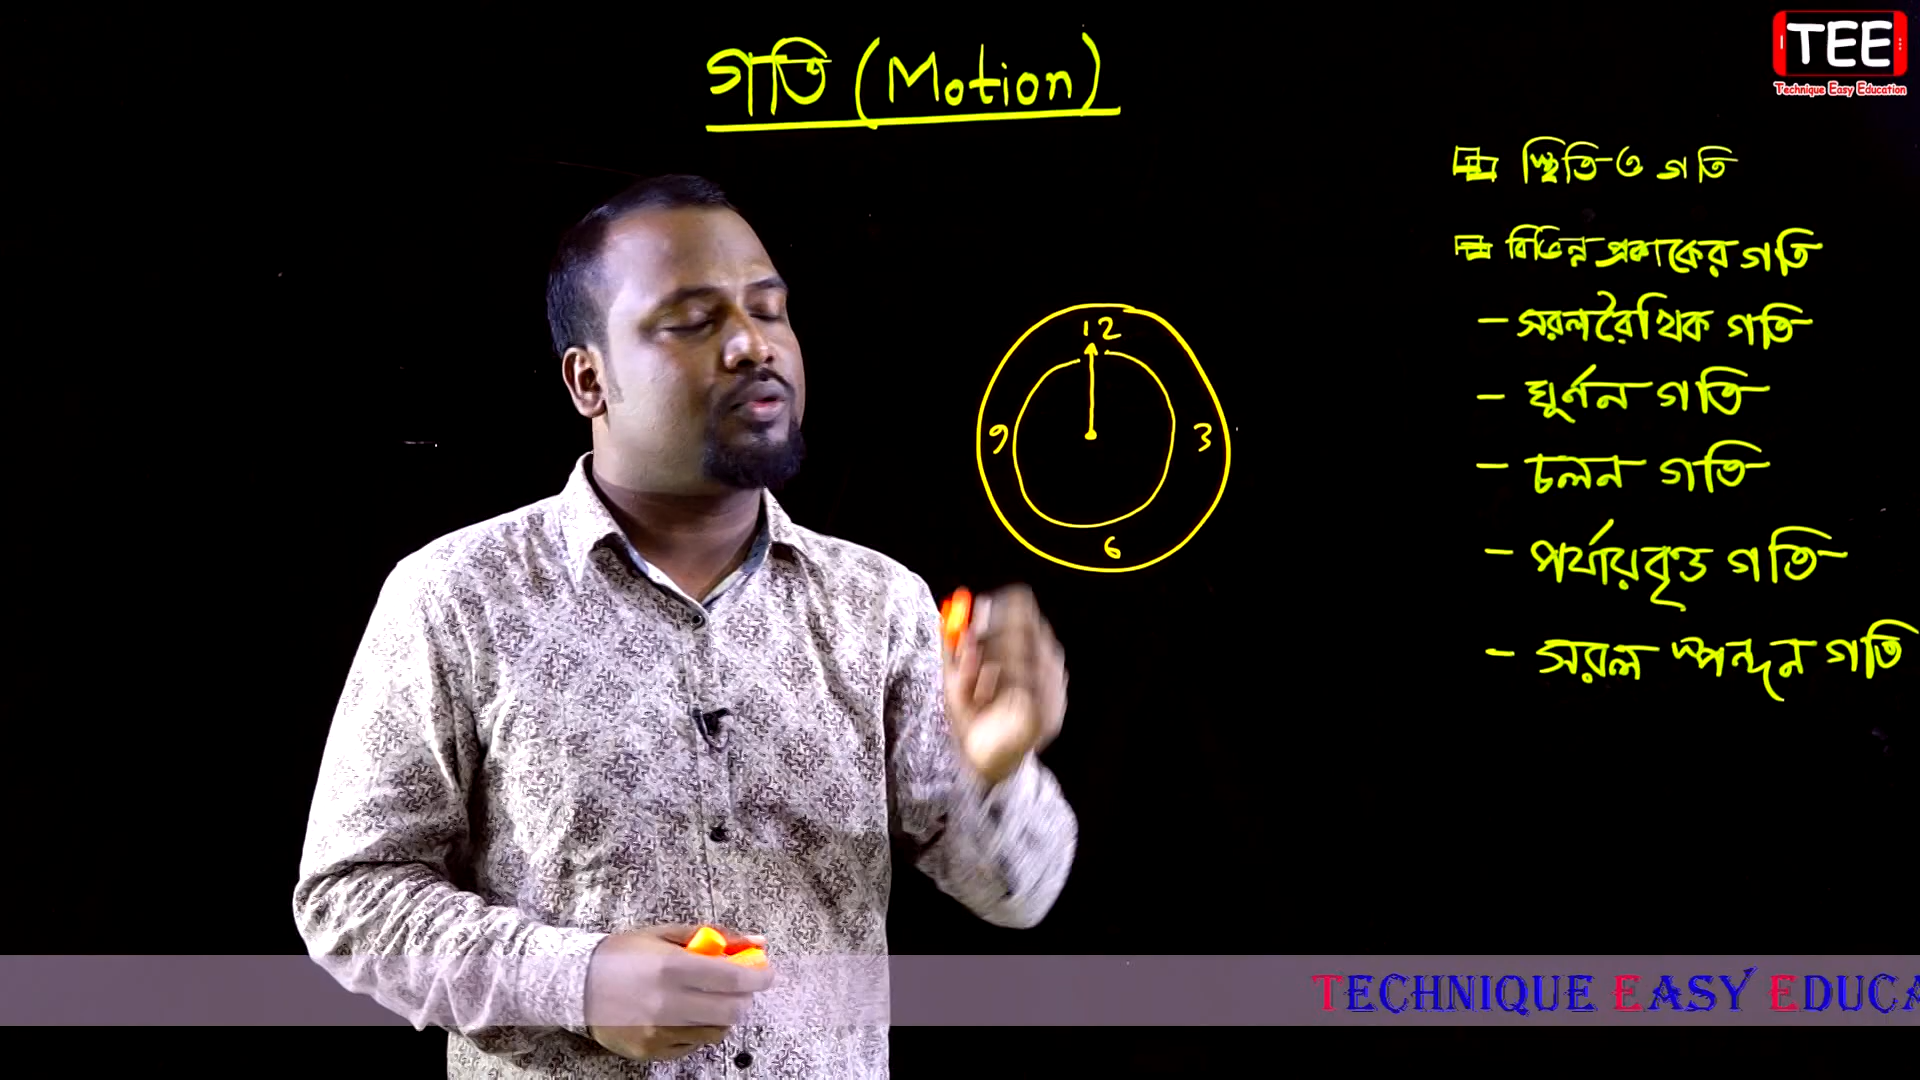 গতি (Motion)
TEE
Technique Easy Education
স্থিতি ও গতি
বিভিন্ন প্রকারের গতি
- সরলরৈখিক গতি
- ঘূর্ণন গতি
- চলন গতি
- পর্যায়বৃত্ত গতি
- সরল স্পন্দন গতি
12
9
3
6
TECHNIQUE EASY EDUCA